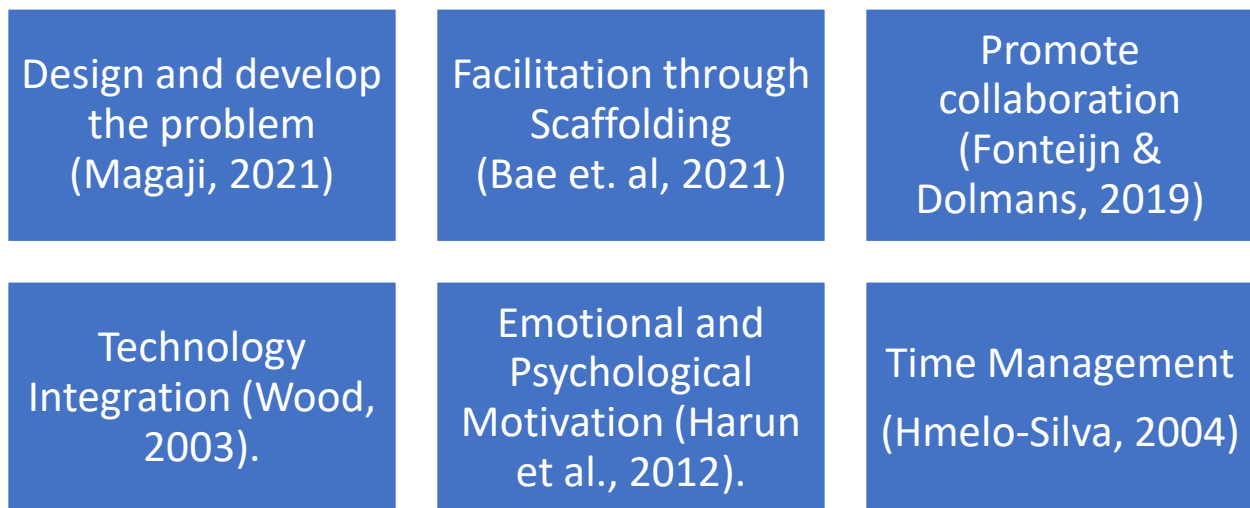 Design and develop
the problem
(Magaji, 2021)
Facilitation through
Scaffolding
(Bae et. al, 2021)
Promote
collaboration
(Fonteijn &
Dolmans, 2019)
Technology
Integration (Wood,
2003).
Emotional and
Psychological
Motivation (Harun
et al., 2012).
Time Management
(Hmelo-Silva, 2004)